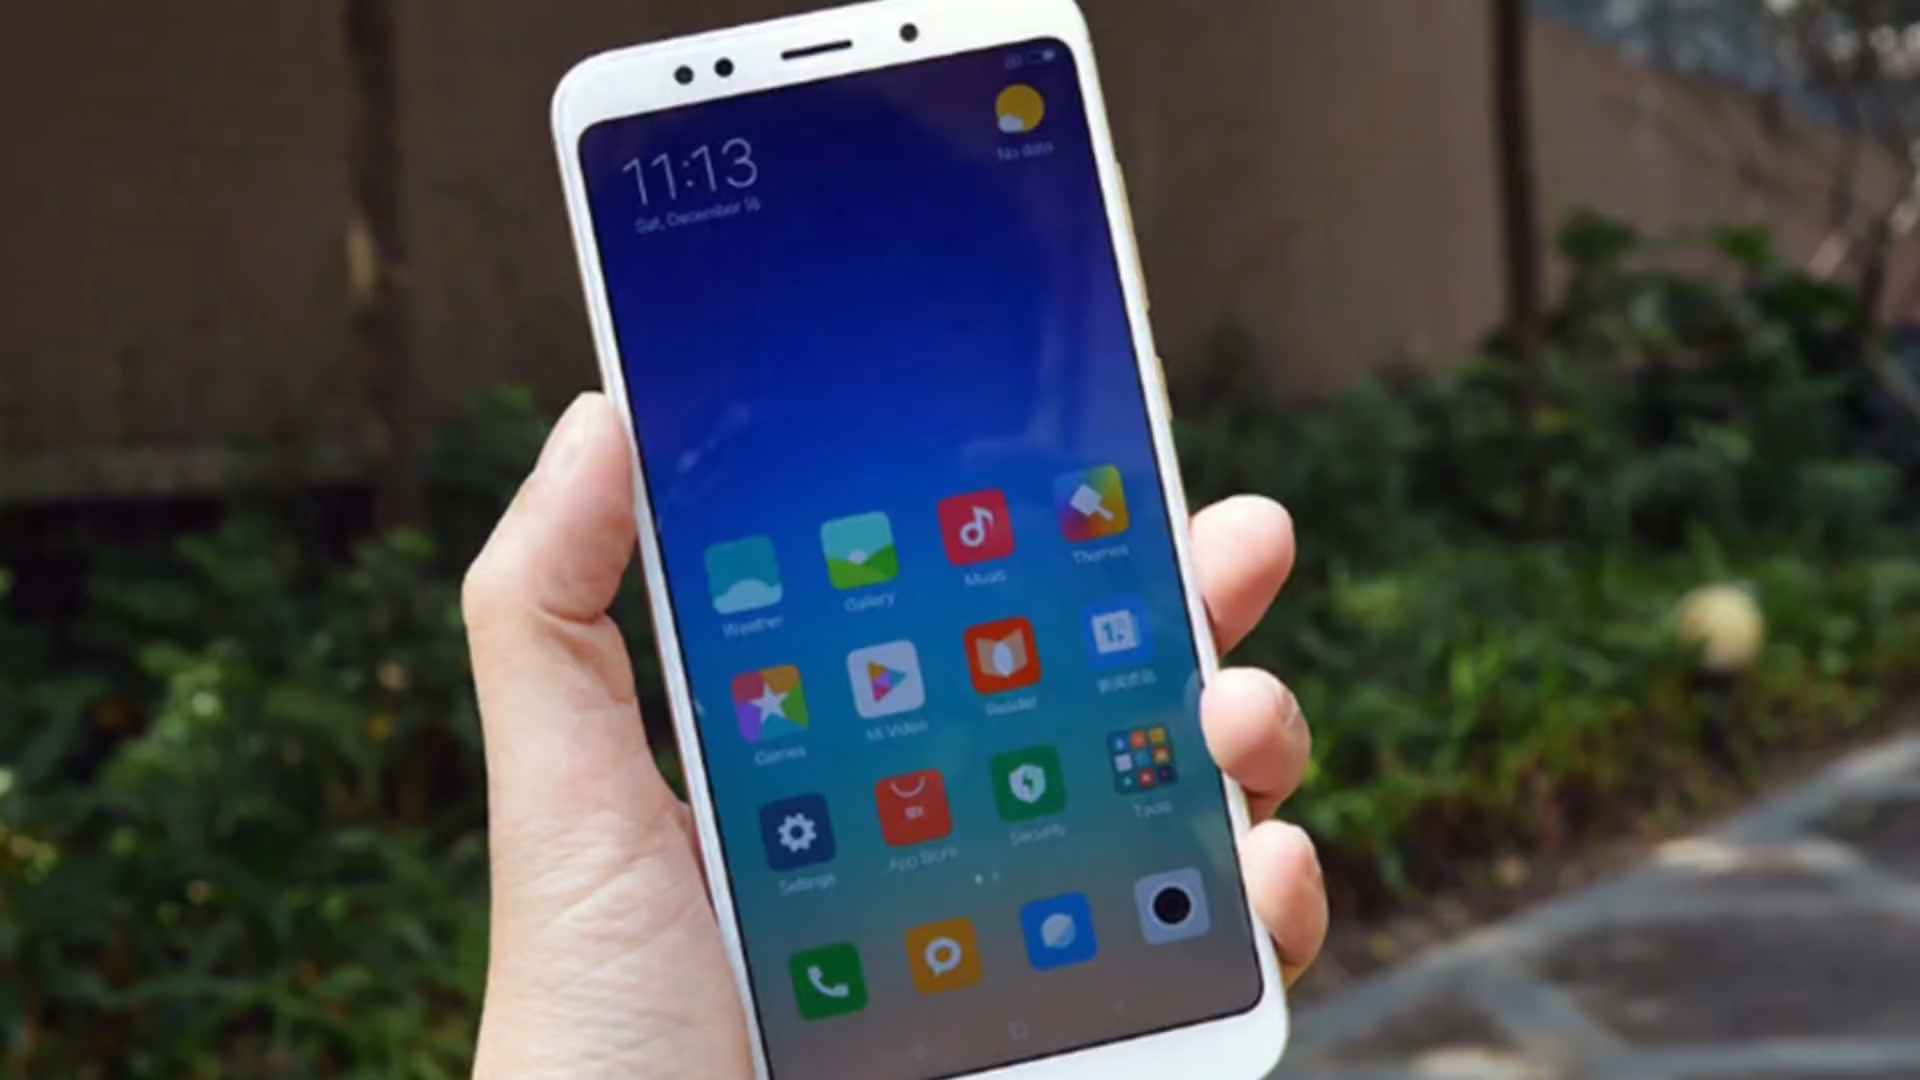 11:13
Sat, December 16
No data
Weather
Gallery
Music
Themes
Games
Mi Video
Reader
Settings
App Store
Security
Tools